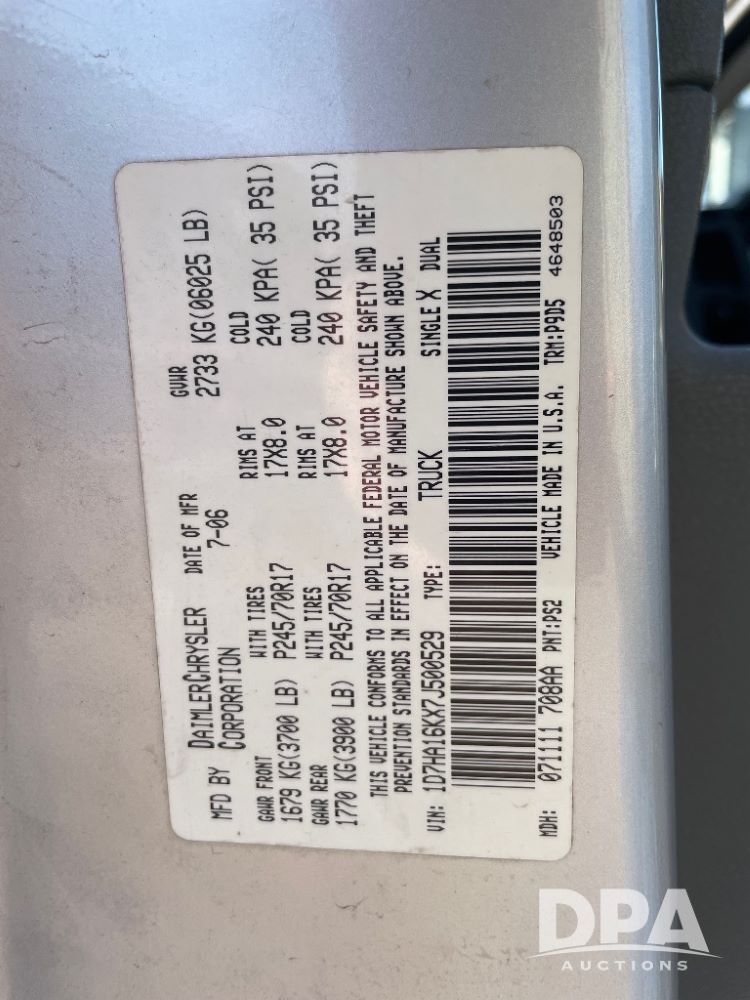 MFD BY DAIMLERCHRYSLER CORPORATION DATE OF MFR 7-06 GVWR 2733 KG(06025 LB)
GAWR FRONT WITH TIRES RIMS AT COLD
1679 KG(3700 LB) P245/70R17 17X8.0 240 KPA( 35 PSI)
GAWR REAR WITH TIRES RIMS AT COLD
1770 KG(3900 LB) P245/70R17 17X8.0 240 KPA( 35 PSI)
THIS VEHICLE CONFORMS TO ALL APPLICABLE FEDERAL MOTOR VEHICLE SAFETY AND THEFT
PREVENTION STANDARDS IN EFFECT ON THE DATE OF MANUFACTURE SHOWN ABOVE.
VIN: 1D7HA16KX7J500529 TYPE: TRUCK SINGLE X DUAL
MDH: 071111 708AA PNT:PS2 VEHICLE MADE IN U.S.A. TRM:P9D5 4648503
DPA
AUCTIONS